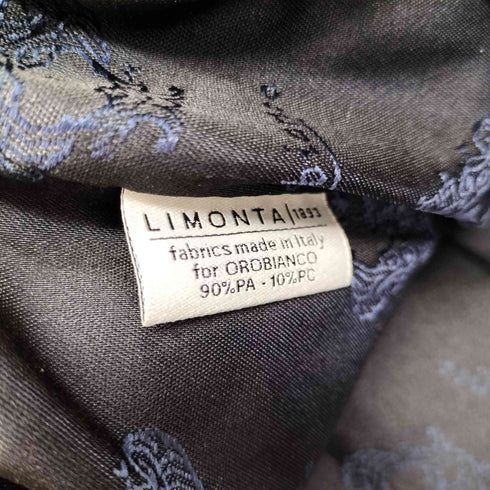 LIMONTA|1893
fabrics made in Italy
for OROBIANCO
90%PA - 10%PC